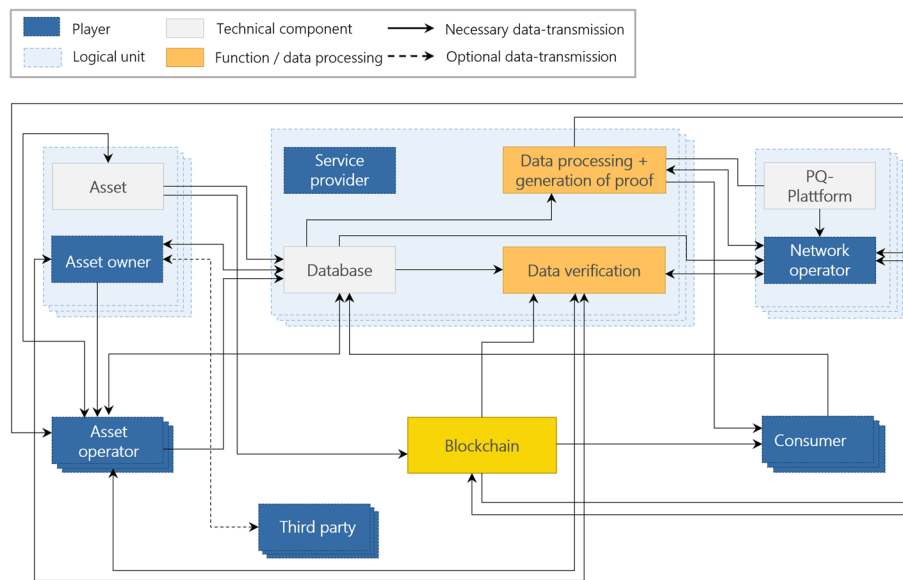 Player
Technical component
Necessary data-transmission
Logical unit
Function / data processing
Optional data-transmission
Asset
Service
provider
Data processing +
generation of proof
PQ-
Plattform
Asset owner
Database
Data verification
Network
operator
Asset
operator
Blockchain
Consumer
Third party